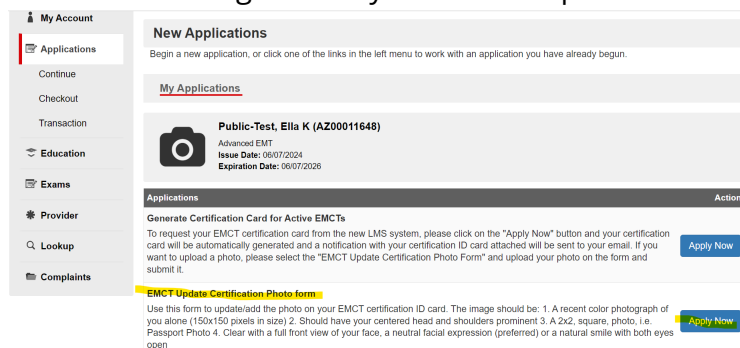 My Account
Applications
Continue
Checkout
Transaction
Education
Exams
Provider
Lookup
Complaints
New Applications
Begin a new application, or click one of the links in the left menu to work with an application you have already begun.
My Applications
Public-Test, Ella K (AZ00011648)
Advanced EMT
Issue Date: 06/07/2024
Expiration Date: 06/07/2026
Applications Action
Generate Certification Card for Active EMCTs
To request your EMCT certification card from the new LMS system, please click on the "Apply Now" button and your certification
card will be automatically generated and a notification with your certification ID card attached will be sent to your email. If you
want to upload a photo, please select the "EMCT Update Certification Photo Form" and upload your photo on the form and
submit it.
Apply Now
EMCT Update Certification Photo form
Use this form to update/add the photo on your EMCT certification ID card. The image should be: 1. A recent color photograph of
you alone (150x150 pixels in size) 2. Should have your centered head and shoulders prominent 3. A 2x2, square, photo, i.e.
Passport Photo 4. Clear with a full front view of your face, a neutral facial expression (preferred) or a natural smile with both eyes
open
Apply Now